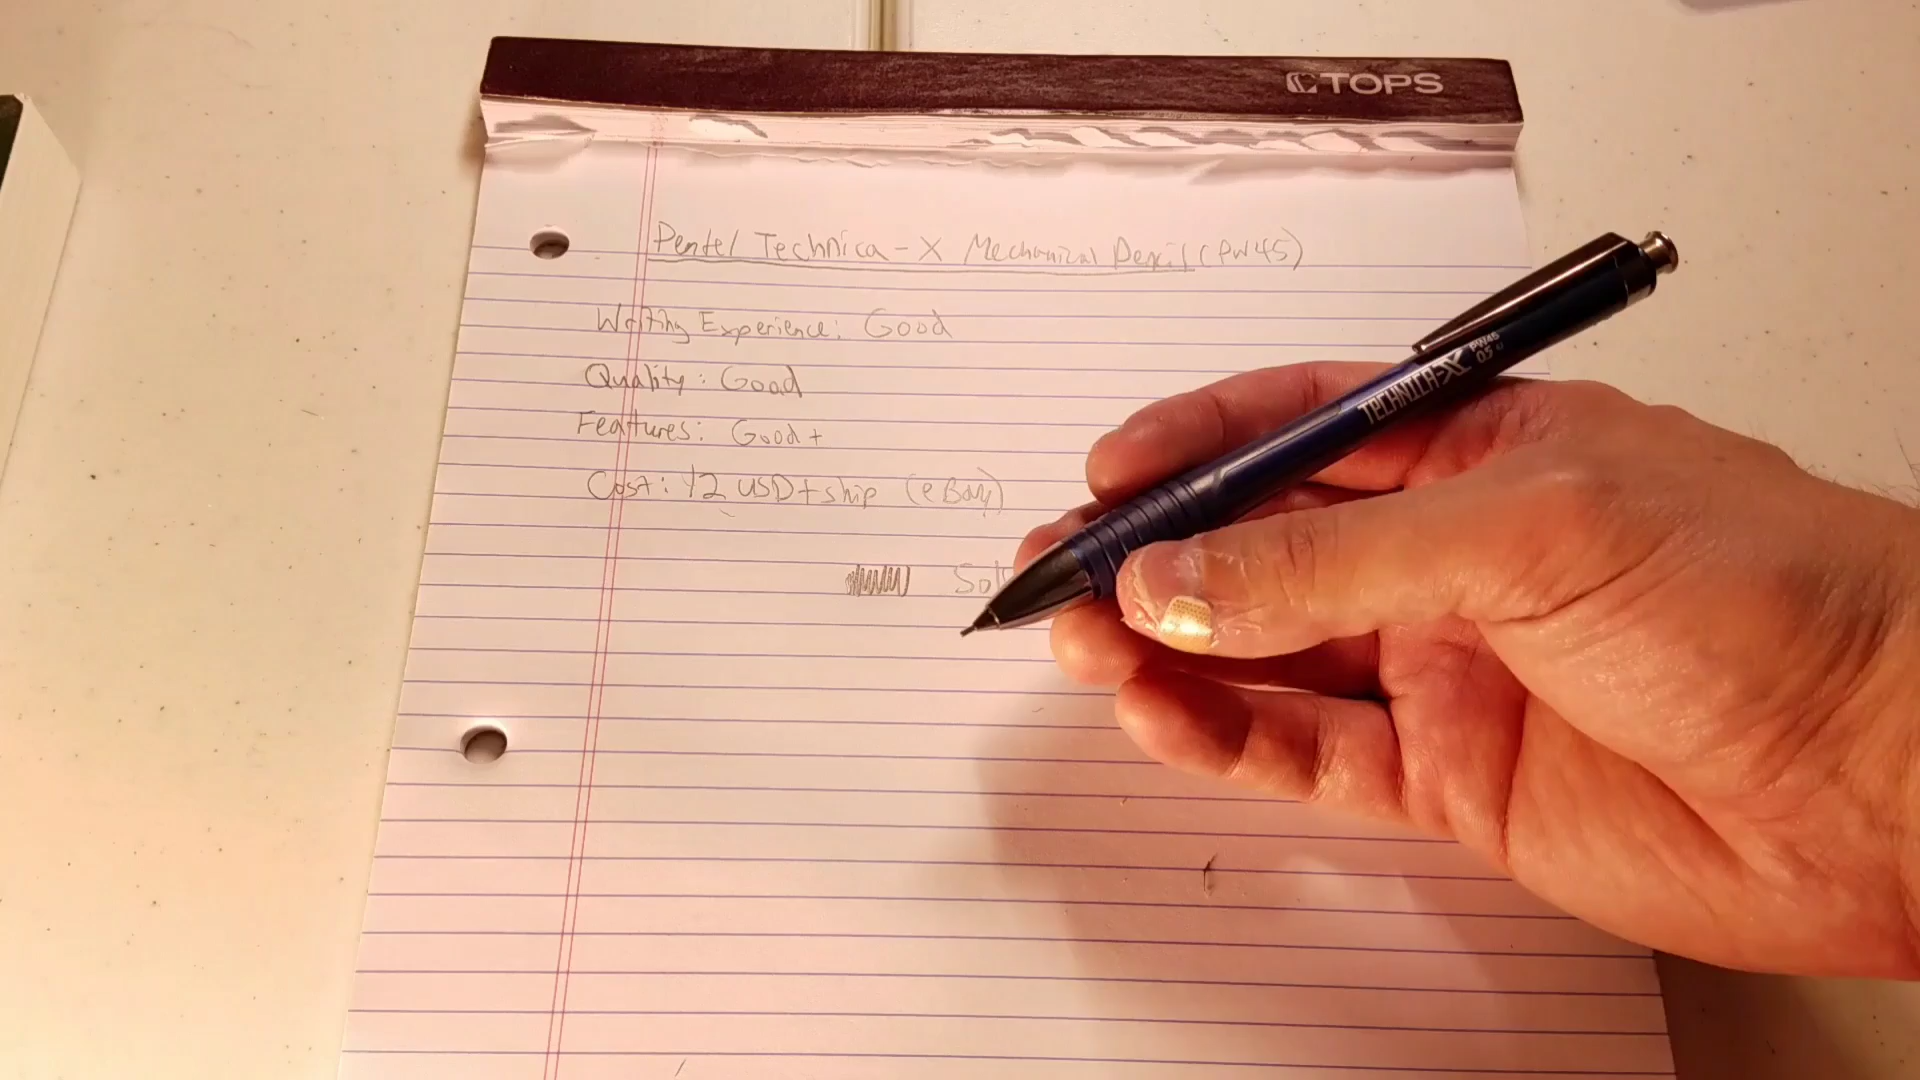 TOPS
Pentel Technica-X Mechanical Pencil (PW45)
Writing Experience: Good
Quality: Good
Features: Good+
Cost: 12 USD + ship (eBay)
TECHNICA-X PW45
0.5